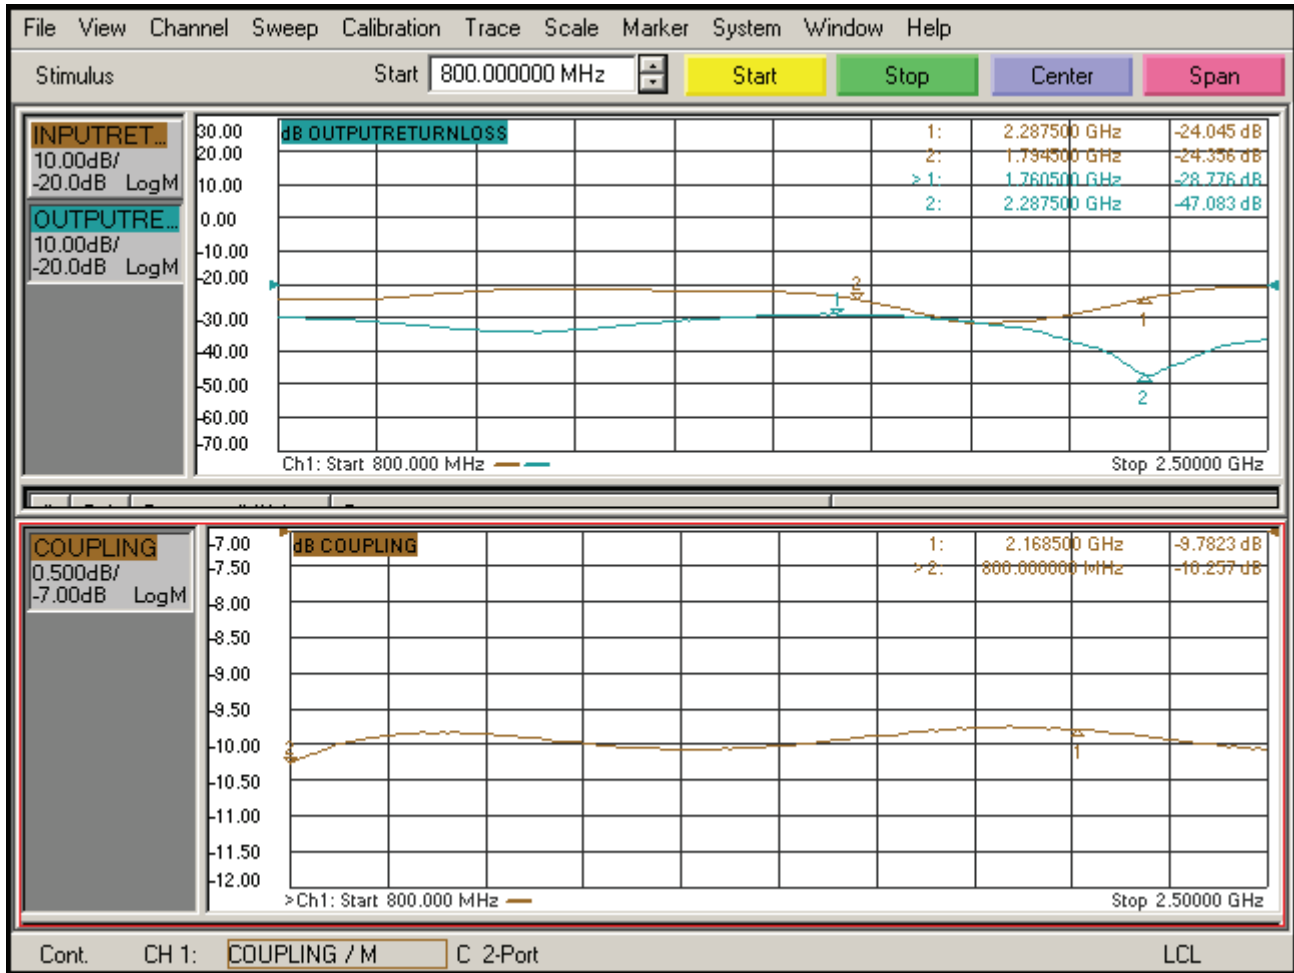 File View Channel Sweep Calibration Trace Scale Marker System Window Help
Stimulus Start 800.000000 MHz Start Stop Center Span
INPUTRET...
10.00dB/
-20.0dB LogM
OUTPUTRE...
10.00dB/
-20.0dB LogM
30.00
20.00
10.00
0.00
-10.00
-20.00
-30.00
-40.00
-50.00
-60.00
-70.00
dB OUTPUTRETURNLOSS
1: 2.287500 GHz -24.045 dB
2: 1.794500 GHz -24.356 dB
> 1: 1.760500 GHz -28.776 dB
2: 2.287500 GHz -47.083 dB
2
1
1
2
Ch1: Start 800.000 MHz Stop 2.50000 GHz
COUPLING
0.500dB/
-7.00dB LogM
-7.00
-7.50
-8.00
-8.50
-9.00
-9.50
-10.00
-10.50
-11.00
-11.50
-12.00
dB COUPLING
1: 2.168500 GHz -9.7823 dB
> 2: 800.000000 MHz -10.257 dB
2
1
>Ch1: Start 800.000 MHz Stop 2.50000 GHz
Cont. CH 1: COUPLING / M C 2-Port LCL